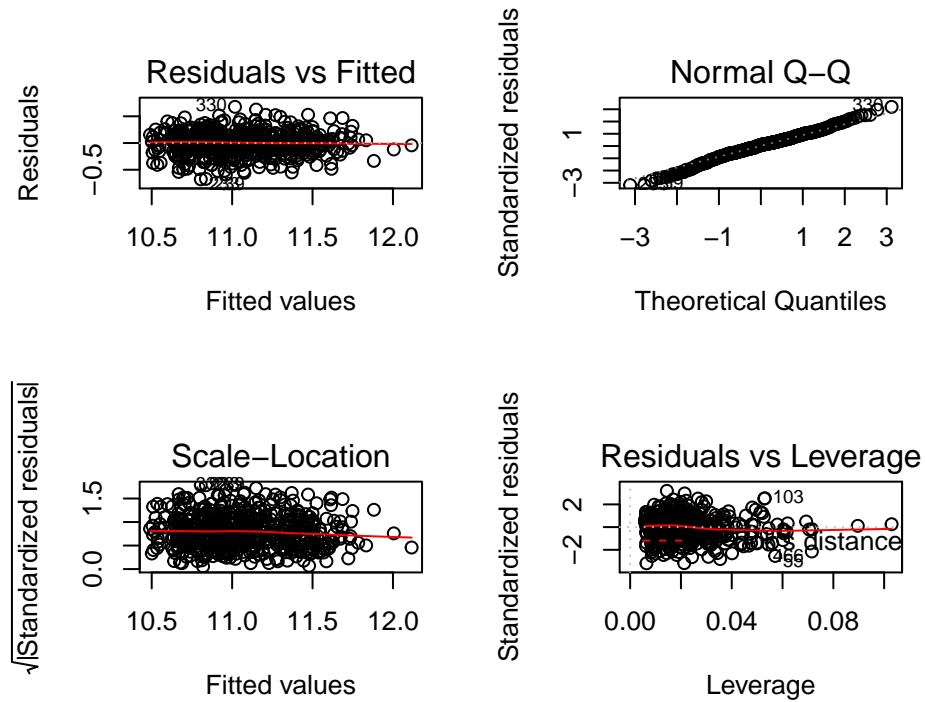 Residuals vs Fitted
Residuals
−0.5
330
239
10.5 11.0 11.5 12.0
Fitted values
Normal Q−Q
Standardized residuals
−3 1
330
−3 −1 1 2 3
Theoretical Quantiles
Scale−Location
√|Standardized residuals|
0.0 1.5
10.5 11.0 11.5 12.0
Fitted values
Residuals vs Leverage
Standardized residuals
−2 2
103
distance
466
0.00 0.04 0.08
Leverage